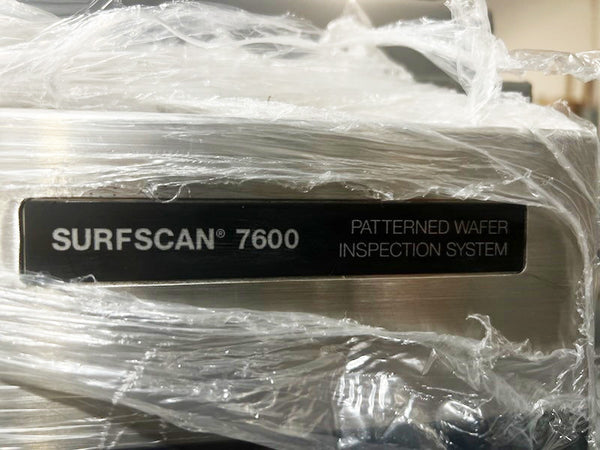 SURFSCAN® 7600
PATTERNED WAFER
INSPECTION SYSTEM